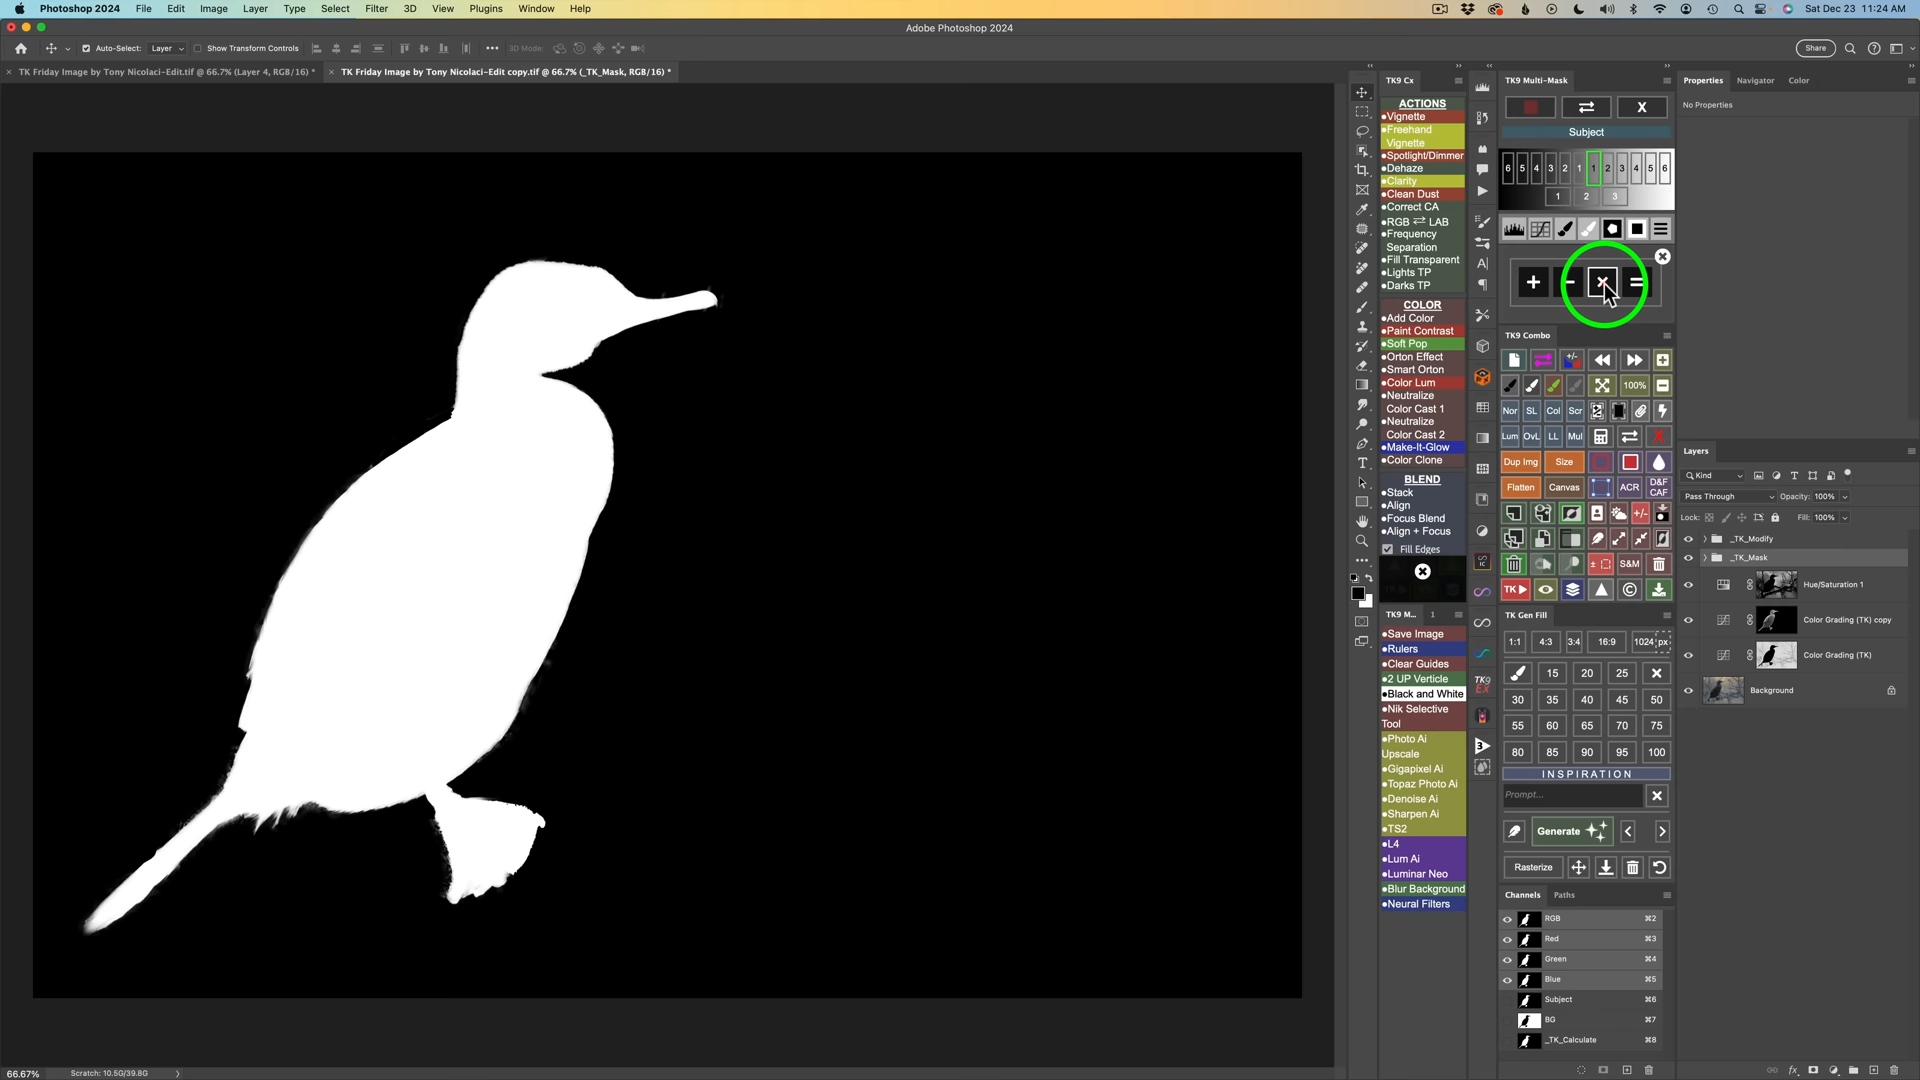 Photoshop 2024 File Edit Image Layer Type Select Filter 3D View Plugins Window Help
Sat Dec 23 11:24 AM
Adobe Photoshop 2024
Auto-Select: Layer Show Transform Controls 3D Mode: Share
TK Friday Image by Tony Nicolaci-Edit.tif @ 66.7% (Layer 4, RGB/16) *
TK Friday Image by Tony Nicolaci-Edit copy.tif @ 66.7% (_TK_Mask, RGB/16) *
TK9 Cx
ACTIONS
Vignette
Freehand
Vignette
Spotlight/Dimmer
Dehaze
Clarity
Clean Dust
Correct CA
RGB ⇄ LAB
Frequency
Separation
Fill Transparent
Lights TP
Darks TP
COLOR
Add Color
Paint Contrast
Soft Pop
Orton Effect
Smart Orton
Color Lum
Neutralize
Color Cast 1
Neutralize
Color Cast 2
Make-It-Glow
Color Clone
BLEND
Stack
Align
Focus Blend
Align + Focus
Fill Edges
TK9 M... 1
Save Image
Rulers
Clear Guides
2 UP Verticle
Black and White
Nik Selective
Tool
Photo Ai
Upscale
Gigapixel Ai
Topaz Photo Ai
Denoise Ai
Sharpen Ai
TS2
L4
Lum Ai
Luminar Neo
Blur Background
Neural Filters
TK9 Multi-Mask
X
Subject
6 5 4 3 2 1 1 2 3 4 5 6
1 2 3
+ - × =
TK9 Combo
+/- 100%
Nor SL Col Scr
Lum OvL LL Mul
Dup Img Size
Flatten Canvas ACR D&F
CAF
+/-
S&M
TK
TK Gen Fill
1:1 4:3 3:4 16:9 1024 px
15 20 25
30 35 40 45 50
55 60 65 70 75
80 85 90 95 100
INSPIRATION
Prompt...
Generate
Rasterize
Channels Paths
RGB ⌘2
Red ⌘3
Green ⌘4
Blue ⌘5
Subject ⌘6
BG ⌘7
_TK_Calculate ⌘8
Properties Navigator Color
No Properties
Layers
Kind
Pass Through Opacity: 100%
Lock: Fill: 100%
_TK_Modify
_TK_Mask
Hue/Saturation 1
Color Grading (TK) copy
Color Grading (TK)
Background
TK9
EX
66.67% Scratch: 10.5G/39.8G